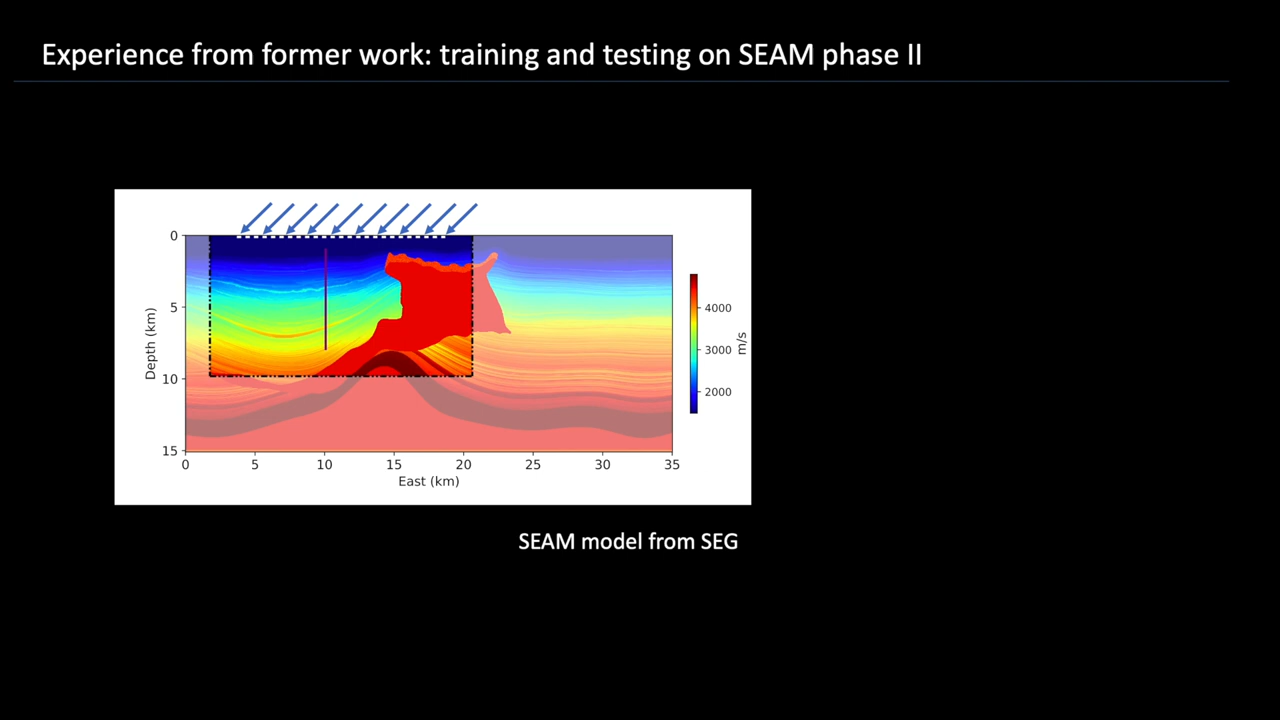 Experience from former work: training and testing on SEAM phase II
0
5
10
15
Depth (km)
0 5 10 15 20 25 30 35
East (km)
4000
3000
2000
m/s
SEAM model from SEG